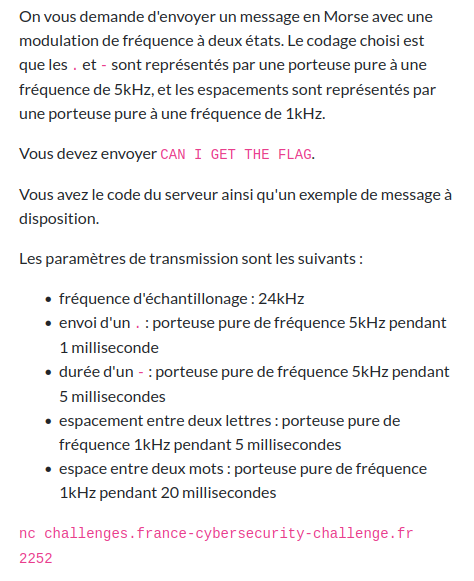 On vous demande d'envoyer un message en Morse avec une
modulation de fréquence à deux états. Le codage choisi est
que les . et - sont représentés par une porteuse pure à une
fréquence de 5kHz, et les espacements sont représentés par
une porteuse pure à une fréquence de 1kHz.
Vous devez envoyer CAN I GET THE FLAG.
Vous avez le code du serveur ainsi qu'un exemple de message à
disposition.
Les paramètres de transmission sont les suivants :
• fréquence d'échantillonage : 24kHz
• envoi d'un . : porteuse pure de fréquence 5kHz pendant
1 milliseconde
• durée d'un - : porteuse pure de fréquence 5kHz pendant
5 millisecondes
• espacement entre deux lettres : porteuse pure de
fréquence 1kHz pendant 5 millisecondes
• espace entre deux mots : porteuse pure de fréquence
1kHz pendant 20 millisecondes
nc challenges.france-cybersecurity-challenge.fr
2252